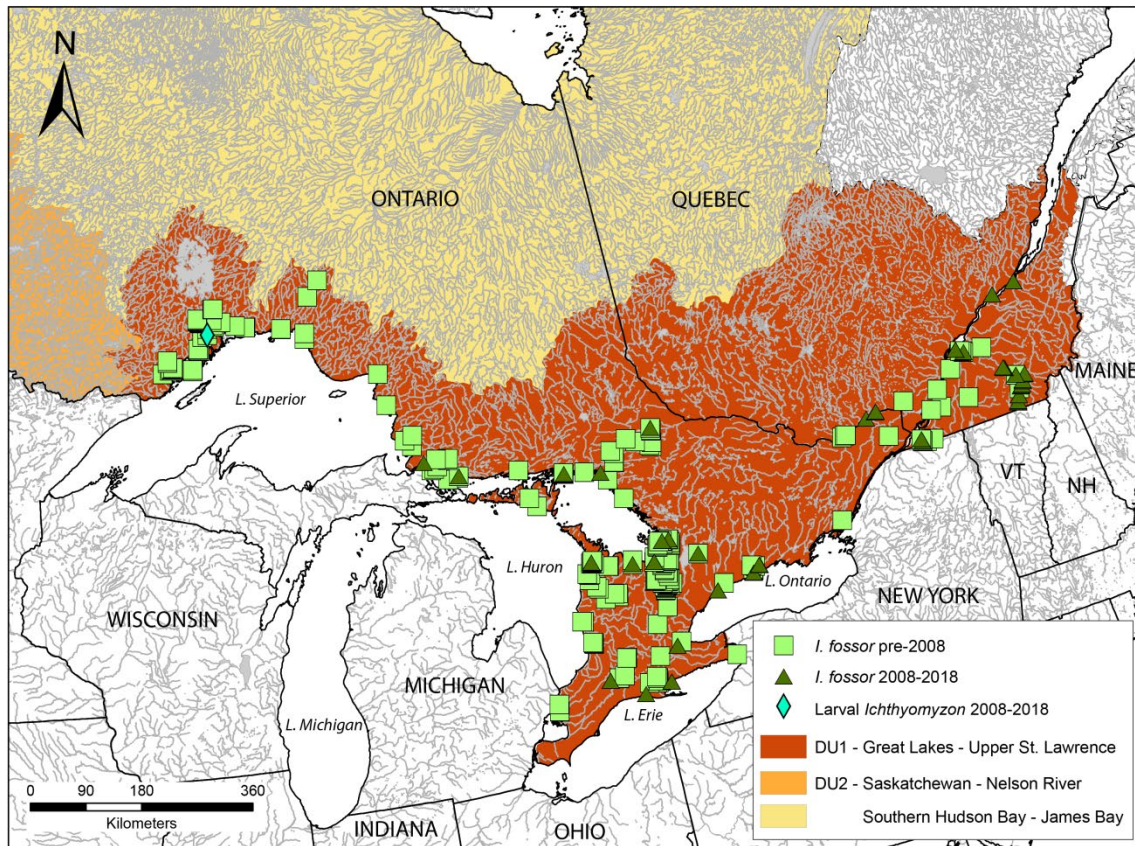 N
ONTARIO
QUEBEC
MAINE
L. Superior
VT
NH
L. Huron
L. Ontario
WISCONSIN
NEW YORK
MICHIGAN
L. Michigan
L. Erie
INDIANA
OHIO
I. fossor pre-2008
I. fossor 2008-2018
Larval Ichthyomyzon 2008-2018
DU1 - Great Lakes - Upper St. Lawrence
DU2 - Saskatchewan - Nelson River
Southern Hudson Bay - James Bay
0 90 180 360
Kilometers